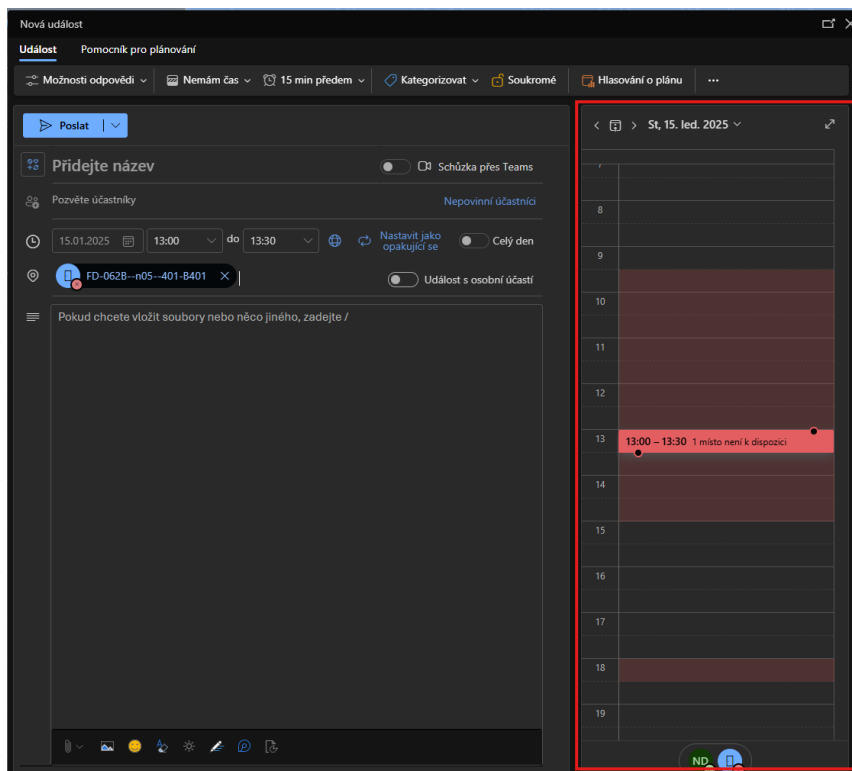 Nová událost
Událost Pomocník pro plánování
Možnosti odpovědi Nemám čas 15 min předem Kategorizovat Soukromé Hlasování o plánu ...
Poslat
Přidejte název Schůzka přes Teams
Pozvěte účastníky Nepovinní účastníci
15.01.2025 13:00 do 13:30 Nastavit jako opakující se Celý den
FD-062B--n05--401-B401 Událost s osobní účastí
Pokud chcete vložit soubory nebo něco jiného, zadejte /
St, 15. led. 2025
8
9
10
11
12
13 13:00 – 13:30 1 místo není k dispozici
14
15
16
17
18
19
ND